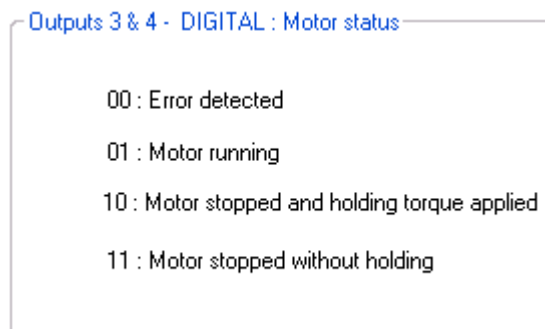 Outputs 3 & 4 - DIGITAL : Motor status
00 : Error detected
01 : Motor running
10 : Motor stopped and holding torque applied
11 : Motor stopped without holding